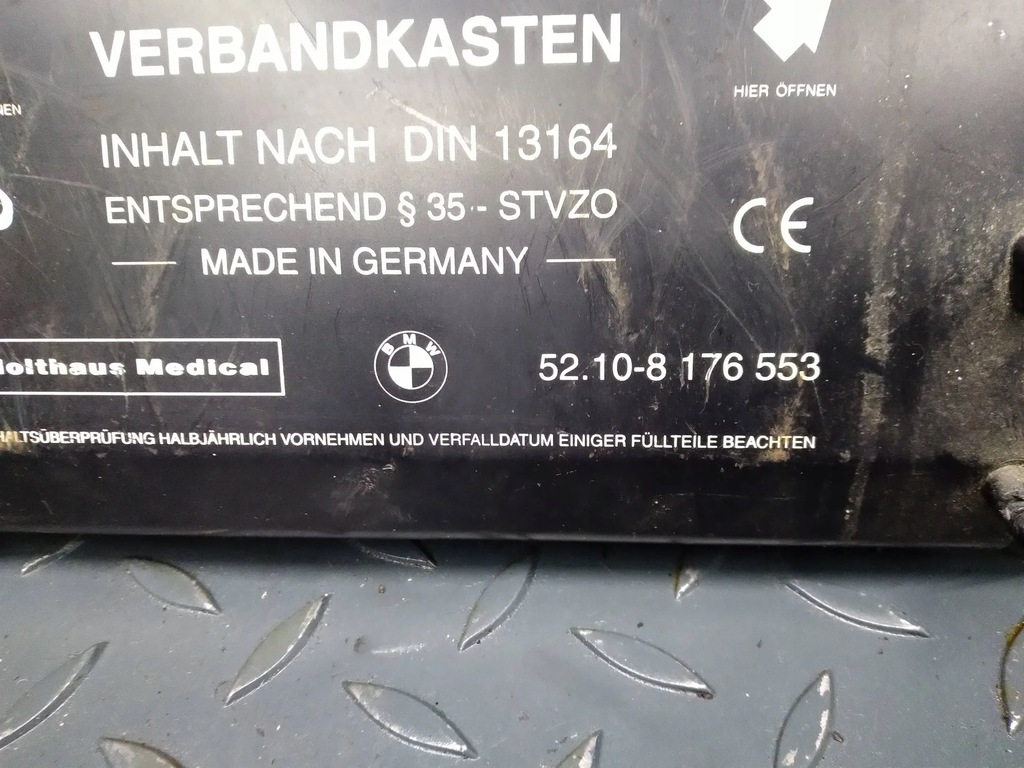 VERBANDKASTEN
HIER ÖFFNEN
INHALT NACH DIN 13164
ENTSPRECHEND § 35 - STVZO
CE
MADE IN GERMANY
Medical
BMW
52.10-8 176 553
HALBJÄHRLICH VORNEHMEN UND VERFALLDATUM EINIGER FÜLLTEILE BEACHTEN